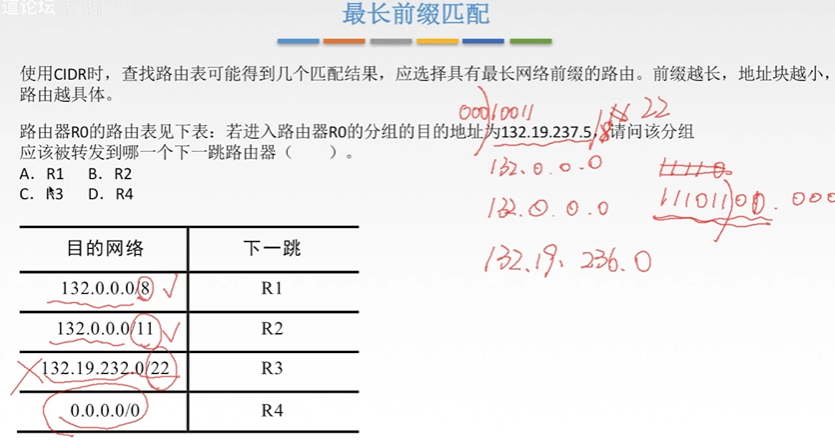 道论坛
最长前缀匹配
使用CIDR时，查找路由表可能得到几个匹配结果，应选择具有最长网络前缀的路由。前缀越长，地址块越小，
路由越具体。
00010011
22
路由器R0的路由表见下表：若进入路由器R0的分组的目的地址为132.19.237.5，请问该分组
应该被转发到哪一个下一跳路由器（　　）。
132.0.0.0
A. R1 B. R2
C. R3 D. R4
11101100.000
132.0.0.0
132.19.236.0
目的网络 下一跳
132.0.0.0/8 R1
132.0.0.0/11 R2
132.19.232.0/22 R3
0.0.0.0/0 R4